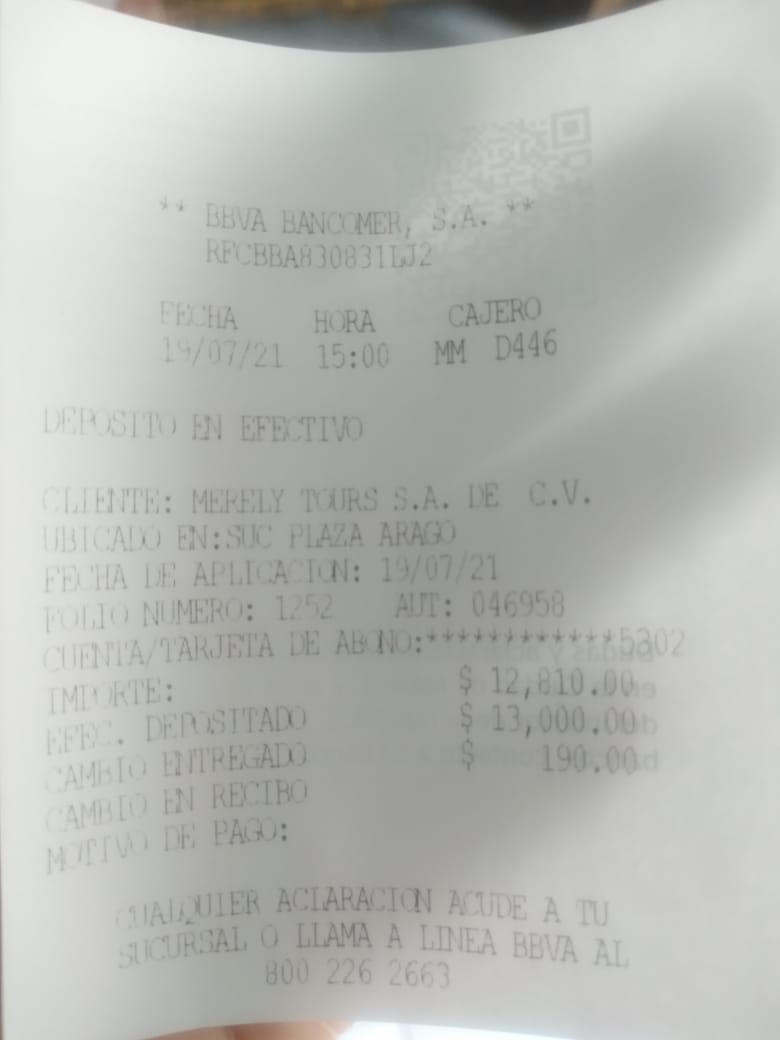 ** BBVA BANCOMER, S.A. **
RFCBBA830831LJ2
FECHA HORA CAJERO
19/07/21 15:00 MM D446
DEPOSITO EN EFECTIVO
CLIENTE: MERELY TOURS S.A. DE C.V.
UBICADO EN:SUC PLAZA ARAGO
FECHA DE APLICACION: 19/07/21
FOLIO NUMERO: 1252 AUT: 046958
CUENTA/TARJETA DE ABONO:************5302
IMPORTE: $ 12,810.00
EFEC. DEPOSITADO $ 13,000.00
CAMBIO ENTREGADO $ 190.00
CAMBIO EN RECIBO
MOTIVO DE PAGO:
CUALQUIER ACLARACION ACUDE A TU
SUCURSAL O LLAMA A LINEA BBVA AL
800 226 2663